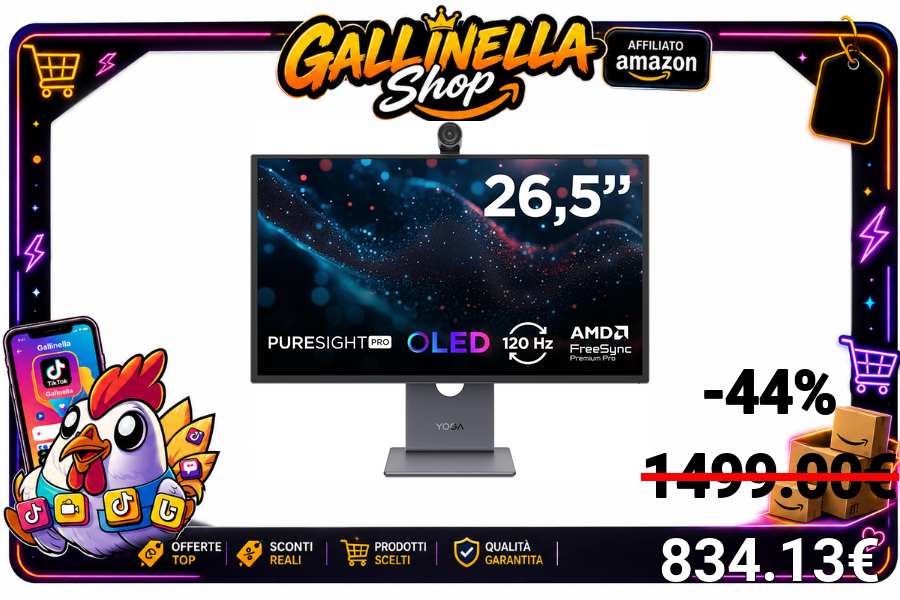 GALLINELLA
Shop
AFFILIATO
amazon
26,5”
PURESIGHT PRO OLED 120 Hz AMD
FreeSync
Premium Pro
YOGA
Gallinella
TikTok
Gallinella
-44%
1499.00€
OFFERTE
TOP
SCONTI
REALI
PRODOTTI
SCELTI
QUALITÀ
GARANTITA
834.13€